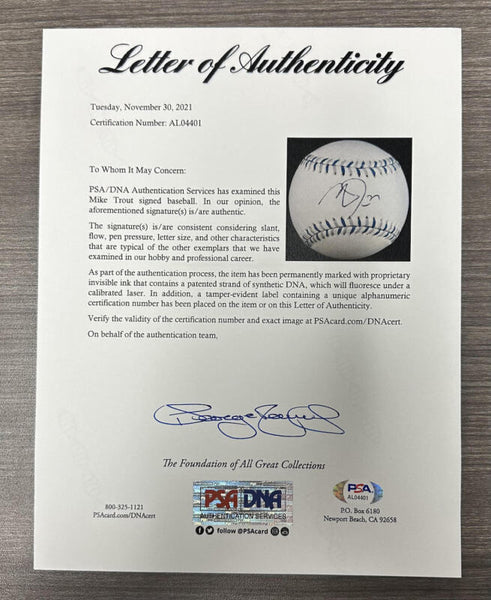 Letter of Authenticity
Tuesday, November 30, 2021
Certification Number: AL04401
To Whom It May Concern:
PSA/DNA Authentication Services has examined this
Mike Trout signed baseball. In our opinion, the
aforementioned signature(s) is/are authentic.
The signature(s) is/are consistent considering slant,
flow, pen pressure, letter size, and other characteristics
that are typical of the other exemplars that we have
examined in our hobby and professional career.
As part of the authentication process, the item has been permanently marked with proprietary
invisible ink that contains a patented strand of synthetic DNA, which will fluoresce under a
calibrated laser. In addition, a tamper-evident label containing a unique alphanumeric
certification number has been placed on the item or on this Letter of Authenticity.
Verify the validity of the certification number and exact image at PSAcard.com/DNAcert.
On behalf of the authentication team,
The Foundation of All Great Collections
800-325-1121
PSAcard.com/DNAcert
PSA DNA
AUTHENTICATION SERVICES
follow @PSAcard
PSA
AL04401
P.O. Box 6180
Newport Beach, CA 92658